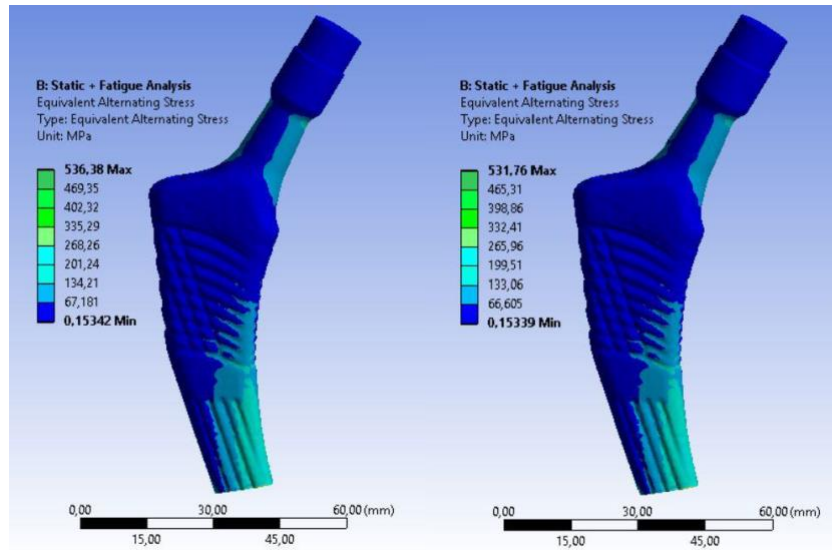 B: Static + Fatigue Analysis
Equivalent Alternating Stress
Type: Equivalent Alternating Stress
Unit: MPa
536,38 Max
469,35
402,32
335,29
268,26
201,24
134,21
67,181
0,15342 Min
0,00 30,00 60,00 (mm)
15,00 45,00
B: Static + Fatigue Analysis
Equivalent Alternating Stress
Type: Equivalent Alternating Stress
Unit: MPa
531,76 Max
465,31
398,86
332,41
265,96
199,51
133,06
66,605
0,15339 Min
0,00 30,00 60,00 (mm)
15,00 45,00